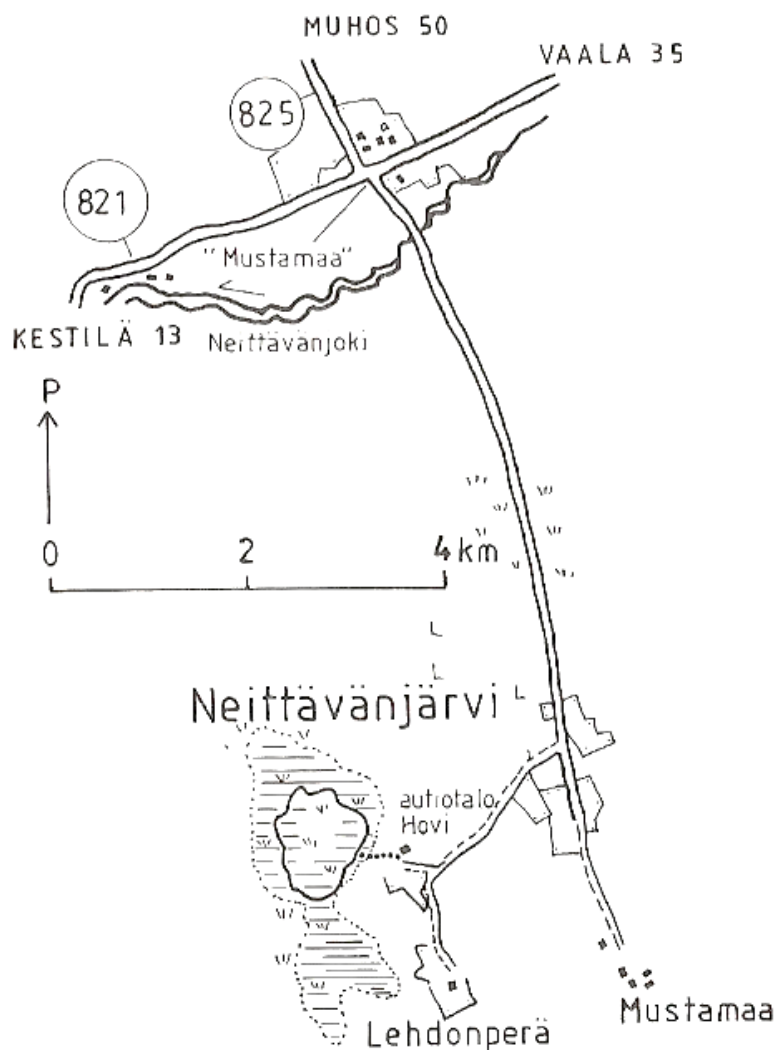 MUHOS 50
VAALA 35
825
821
"Mustamaa"
KESTILÄ 13
Neittävänjoki
P
0 2 4 km
Neittävänjärvi
autiotalo
Hovi
Mustamaa
Lehdonperä